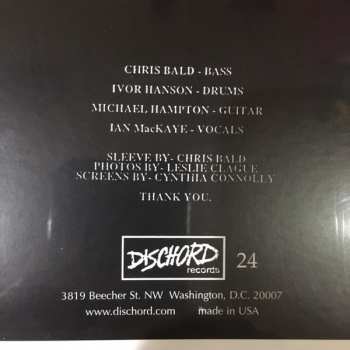 CHRIS BALD - BASS
IVOR HANSON - DRUMS
MICHAEL HAMPTON - GUITAR
IAN MacKAYE - VOCALS
SLEEVE BY- CHRIS BALD
PHOTOS BY- LESLIE CLAGUE
SCREENS BY- CYNTHIA CONNOLLY
THANK YOU.
DISCHORD
records
24
3819 Beecher St. NW Washington, D.C. 20007
www.dischord.com made in USA